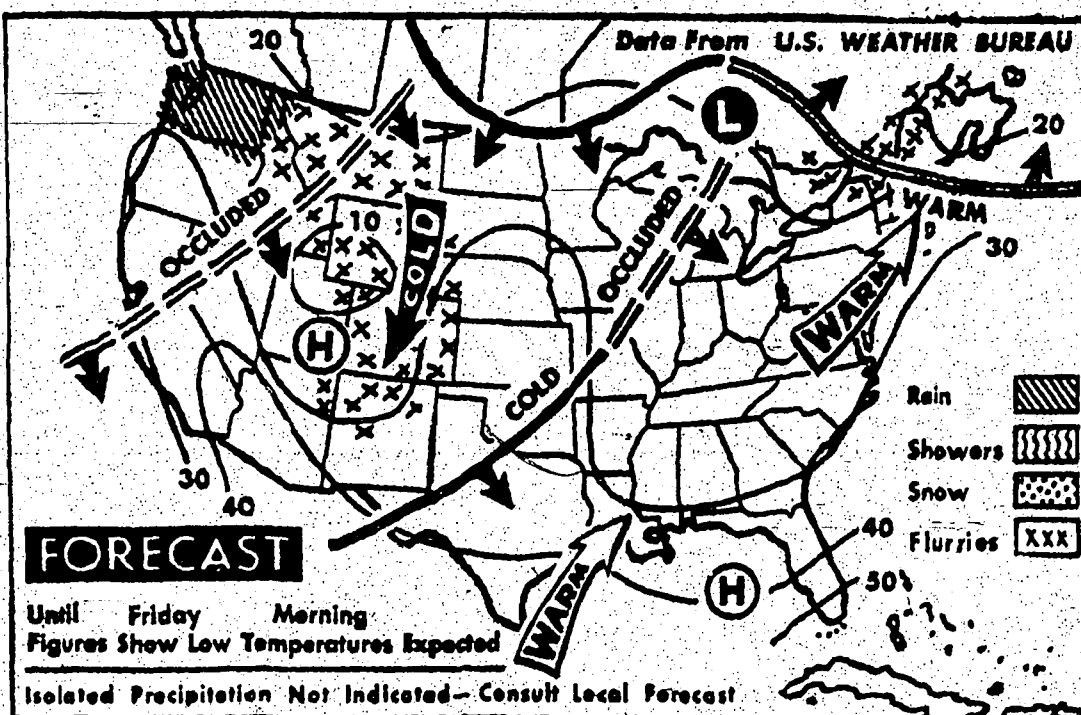 Data From U.S. WEATHER BUREAU
20
L
20
OCCLUDED
10
COLD
OCCLUDED
WARM
30
WARM
H
COLD
Rain
Showers
Snow
Flurries XXX
30
40
40
50
H
WARM
FORECAST
Until Friday Morning
Figures Show Low Temperatures Expected
Isolated Precipitation Not Indicated— Consult Local Forecast